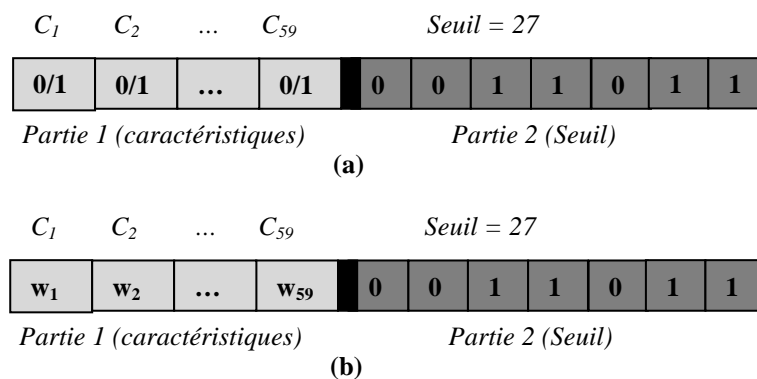 C1 C2 ... C59 Seuil = 27
0/1 0/1 ... 0/1 0 0 1 1 0 1 1
Partie 1 (caractéristiques) Partie 2 (Seuil)
(a)
C1 C2 ... C59 Seuil = 27
w1 w2 ... w59 0 0 1 1 0 1 1
Partie 1 (caractéristiques) Partie 2 (Seuil)
(b)